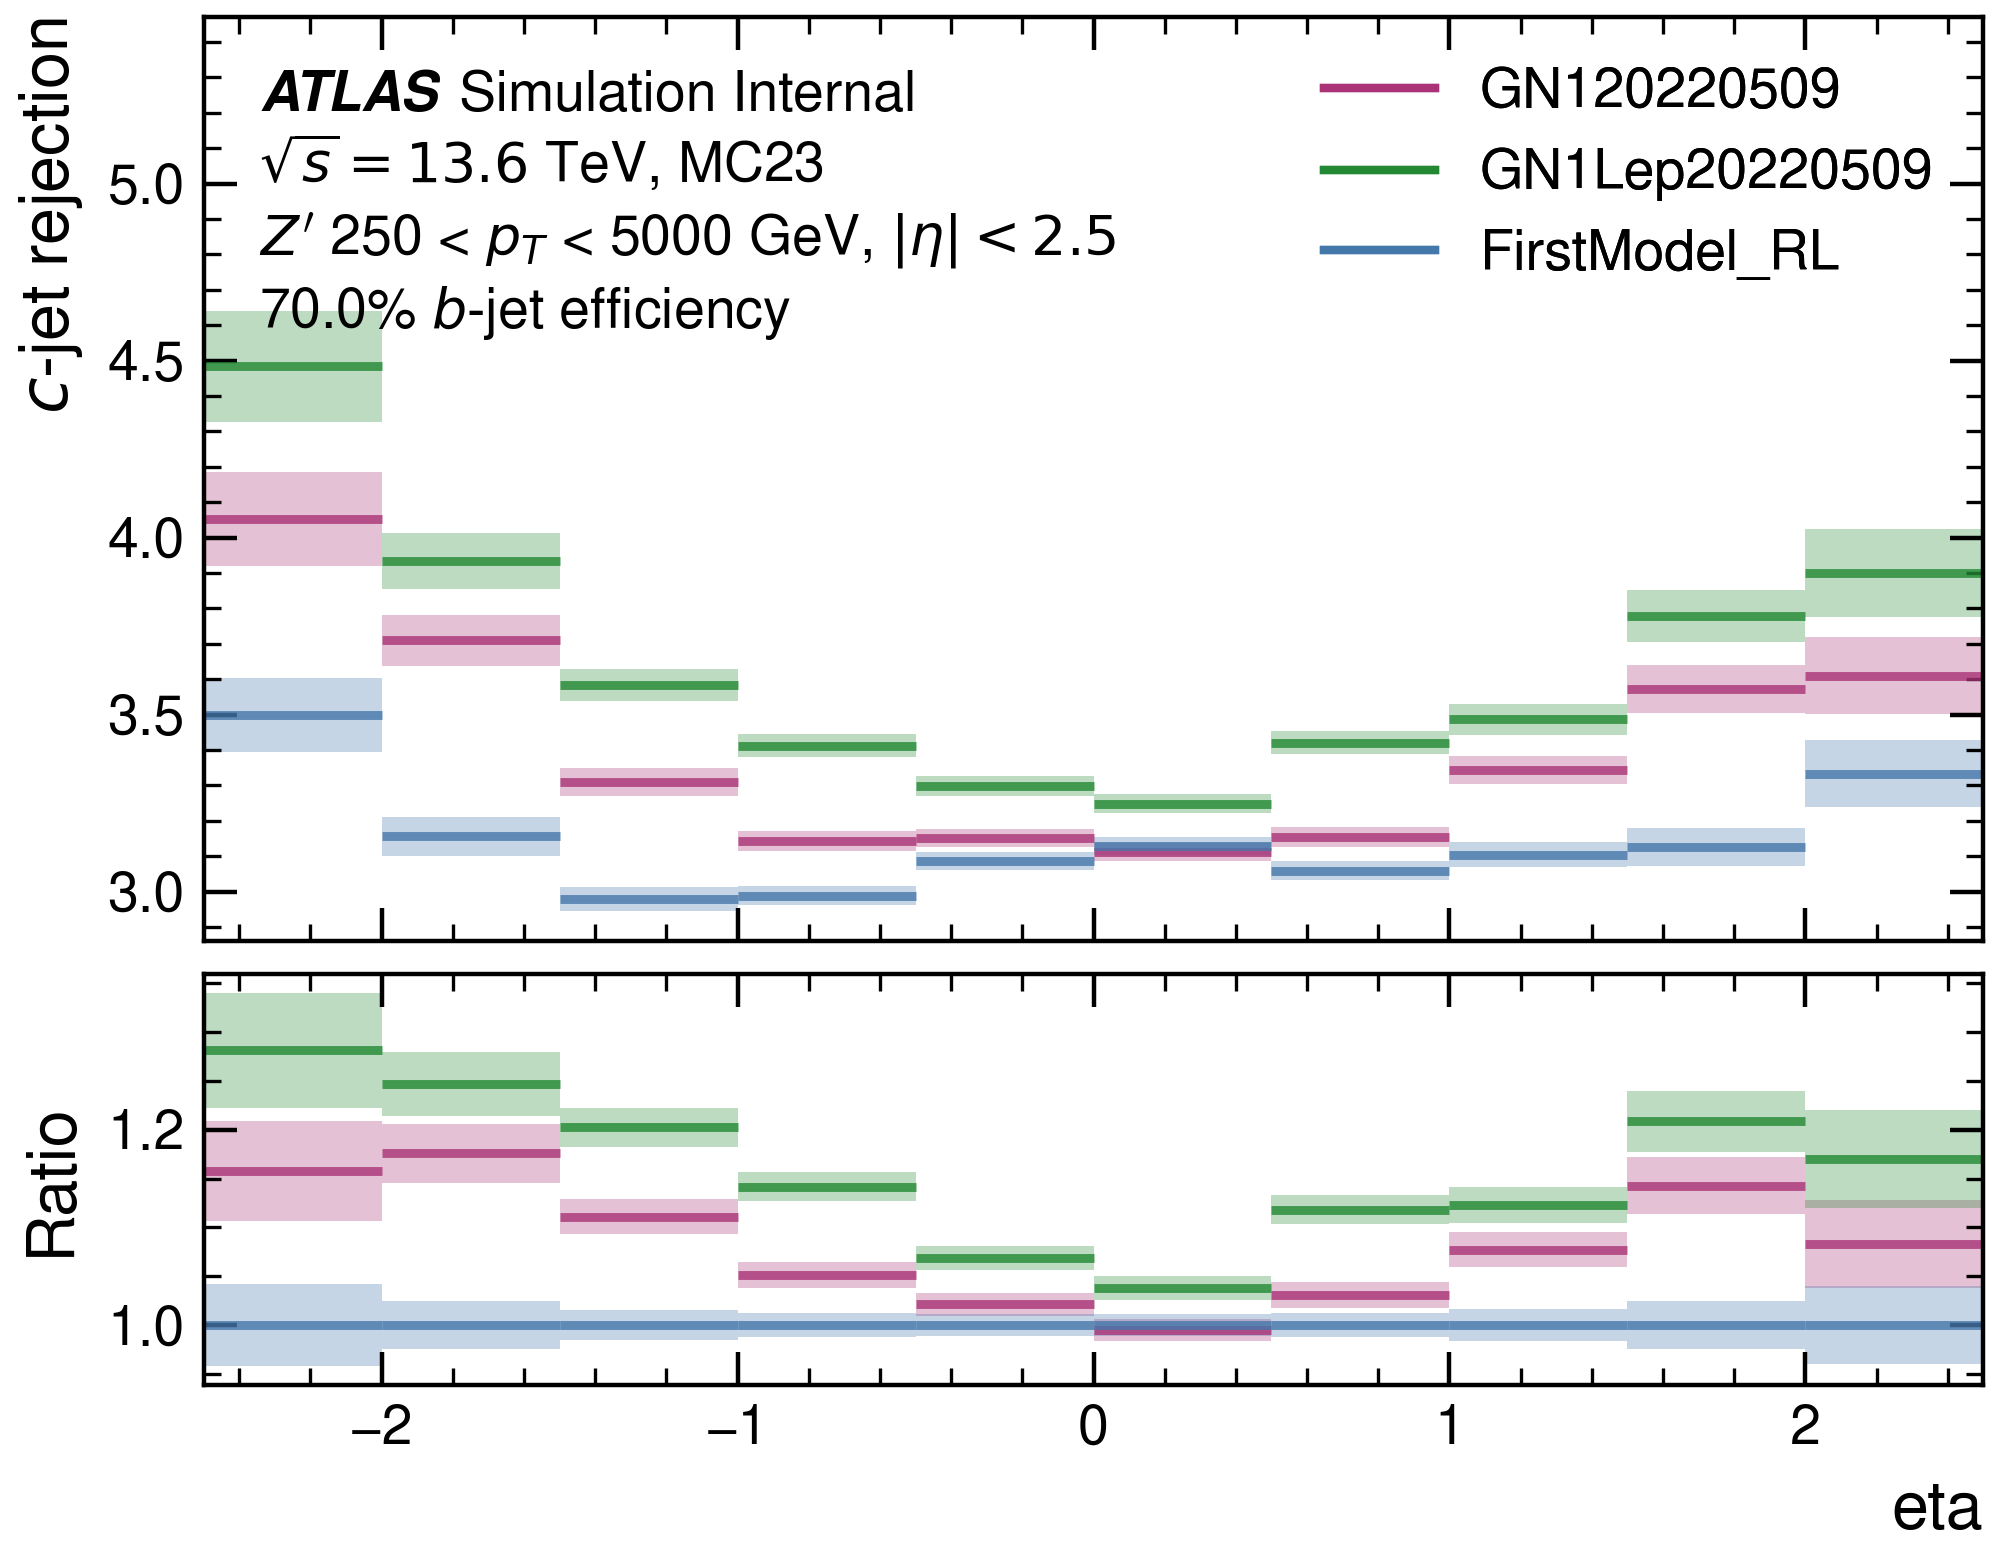 c-jet rejection
ATLAS Simulation Internal
√s = 13.6 TeV, MC23
Z′ 250 < pT < 5000 GeV, |η| < 2.5
70.0% b-jet efficiency
GN120220509
GN1Lep20220509
FirstModel_RL
5.0
4.5
4.0
3.5
3.0
Ratio
1.2
1.0
−2 −1 0 1 2
eta